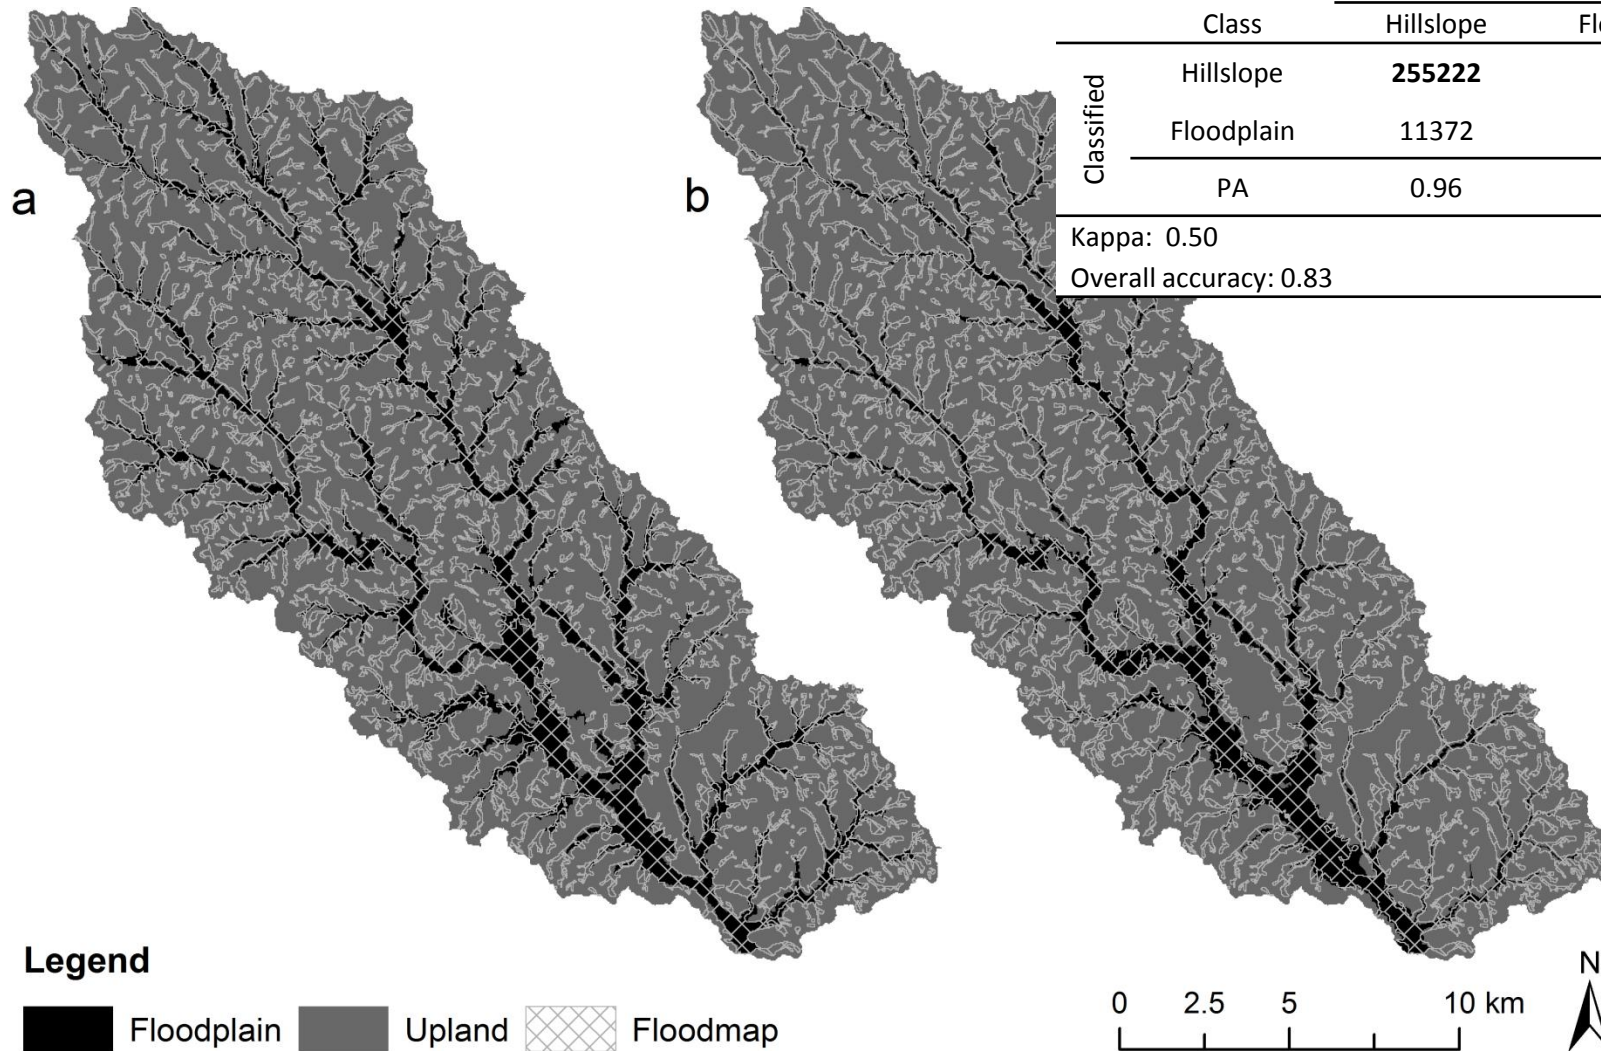 Class Hillslope
Classified
Hillslope 255222
Floodplain 11372
PA 0.96
Kappa: 0.50
Overall accuracy: 0.83
a
b
Legend
Floodplain Upland Floodmap
0 2.5 5 10 km
N